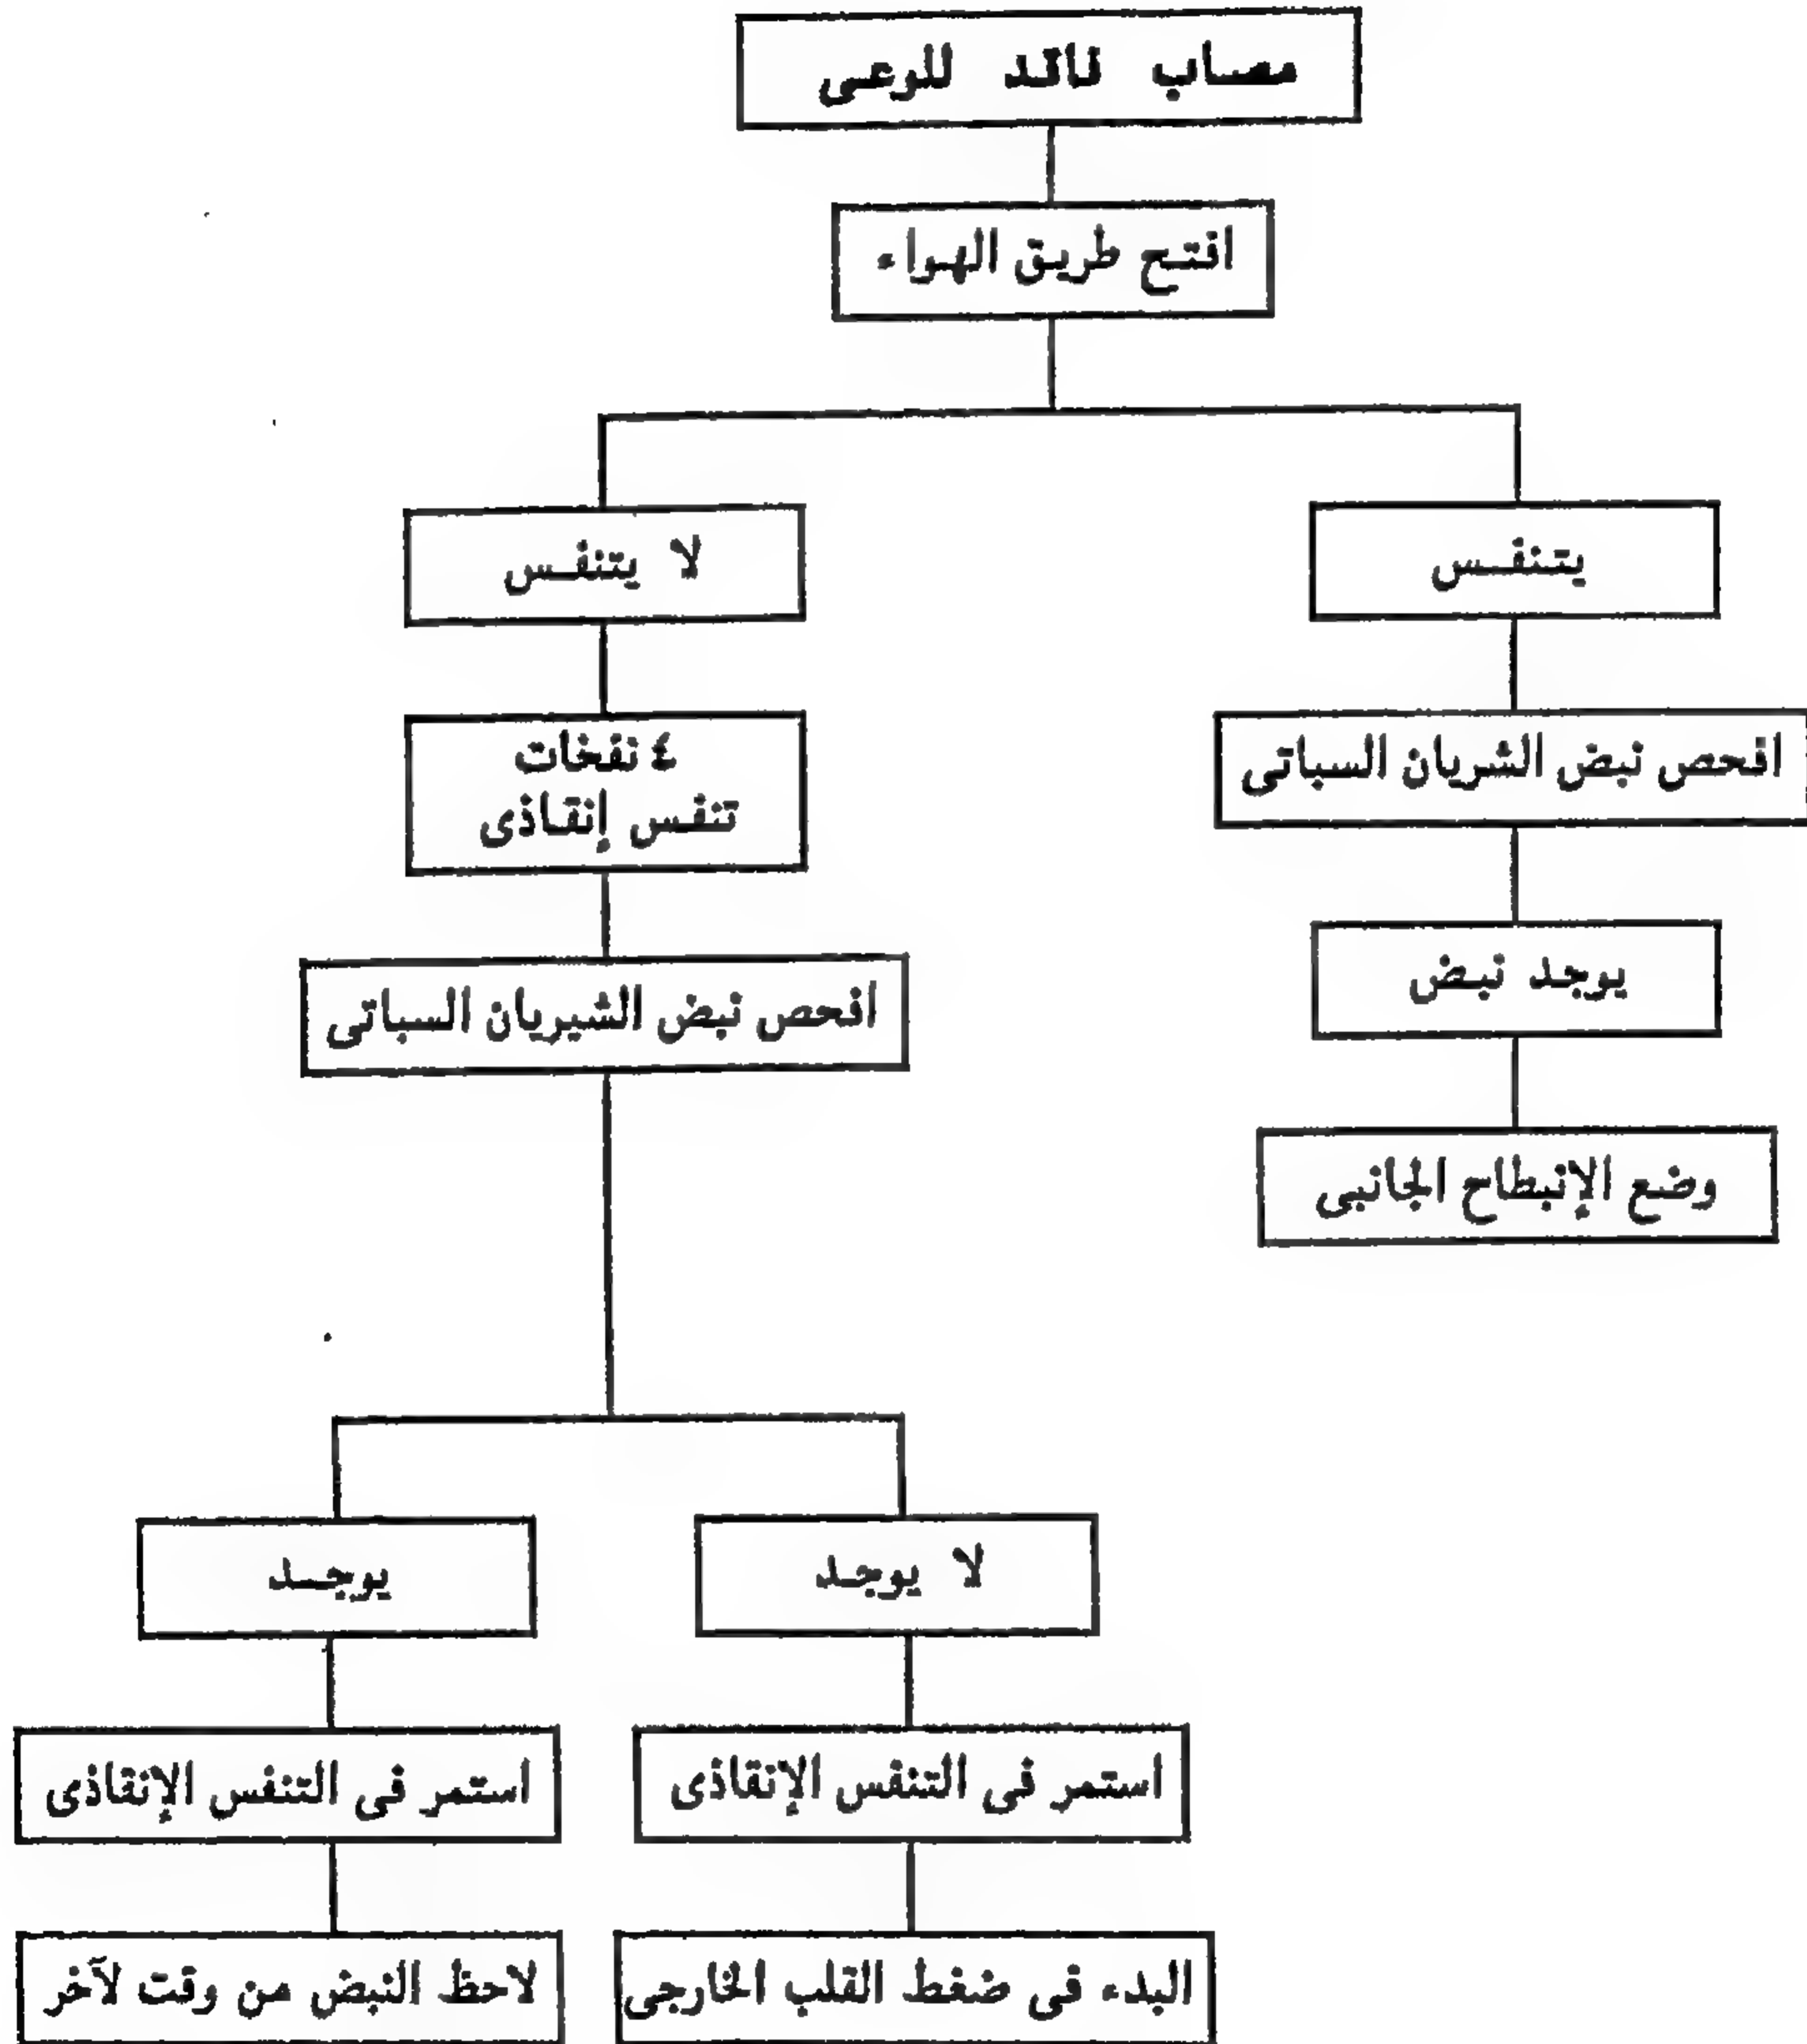 مصاب فاقد للوعى
افتح طريق الهواء
يتنفس
لا يتنفس
افحص نبض الشريان السباتى
٤ نفخات
تنفس إنقاذى
يوجد نبض
افحص نبض الشيريان السباتى
وضع الإنبطاح الجانبى
لا يوجد
يوجد
استمر فى التنفس الإنقاذى
استمر فى التنفس الإنقاذى
البدء فى ضغط القلب الخارجى
لاحظ النبض من وقت لآخر